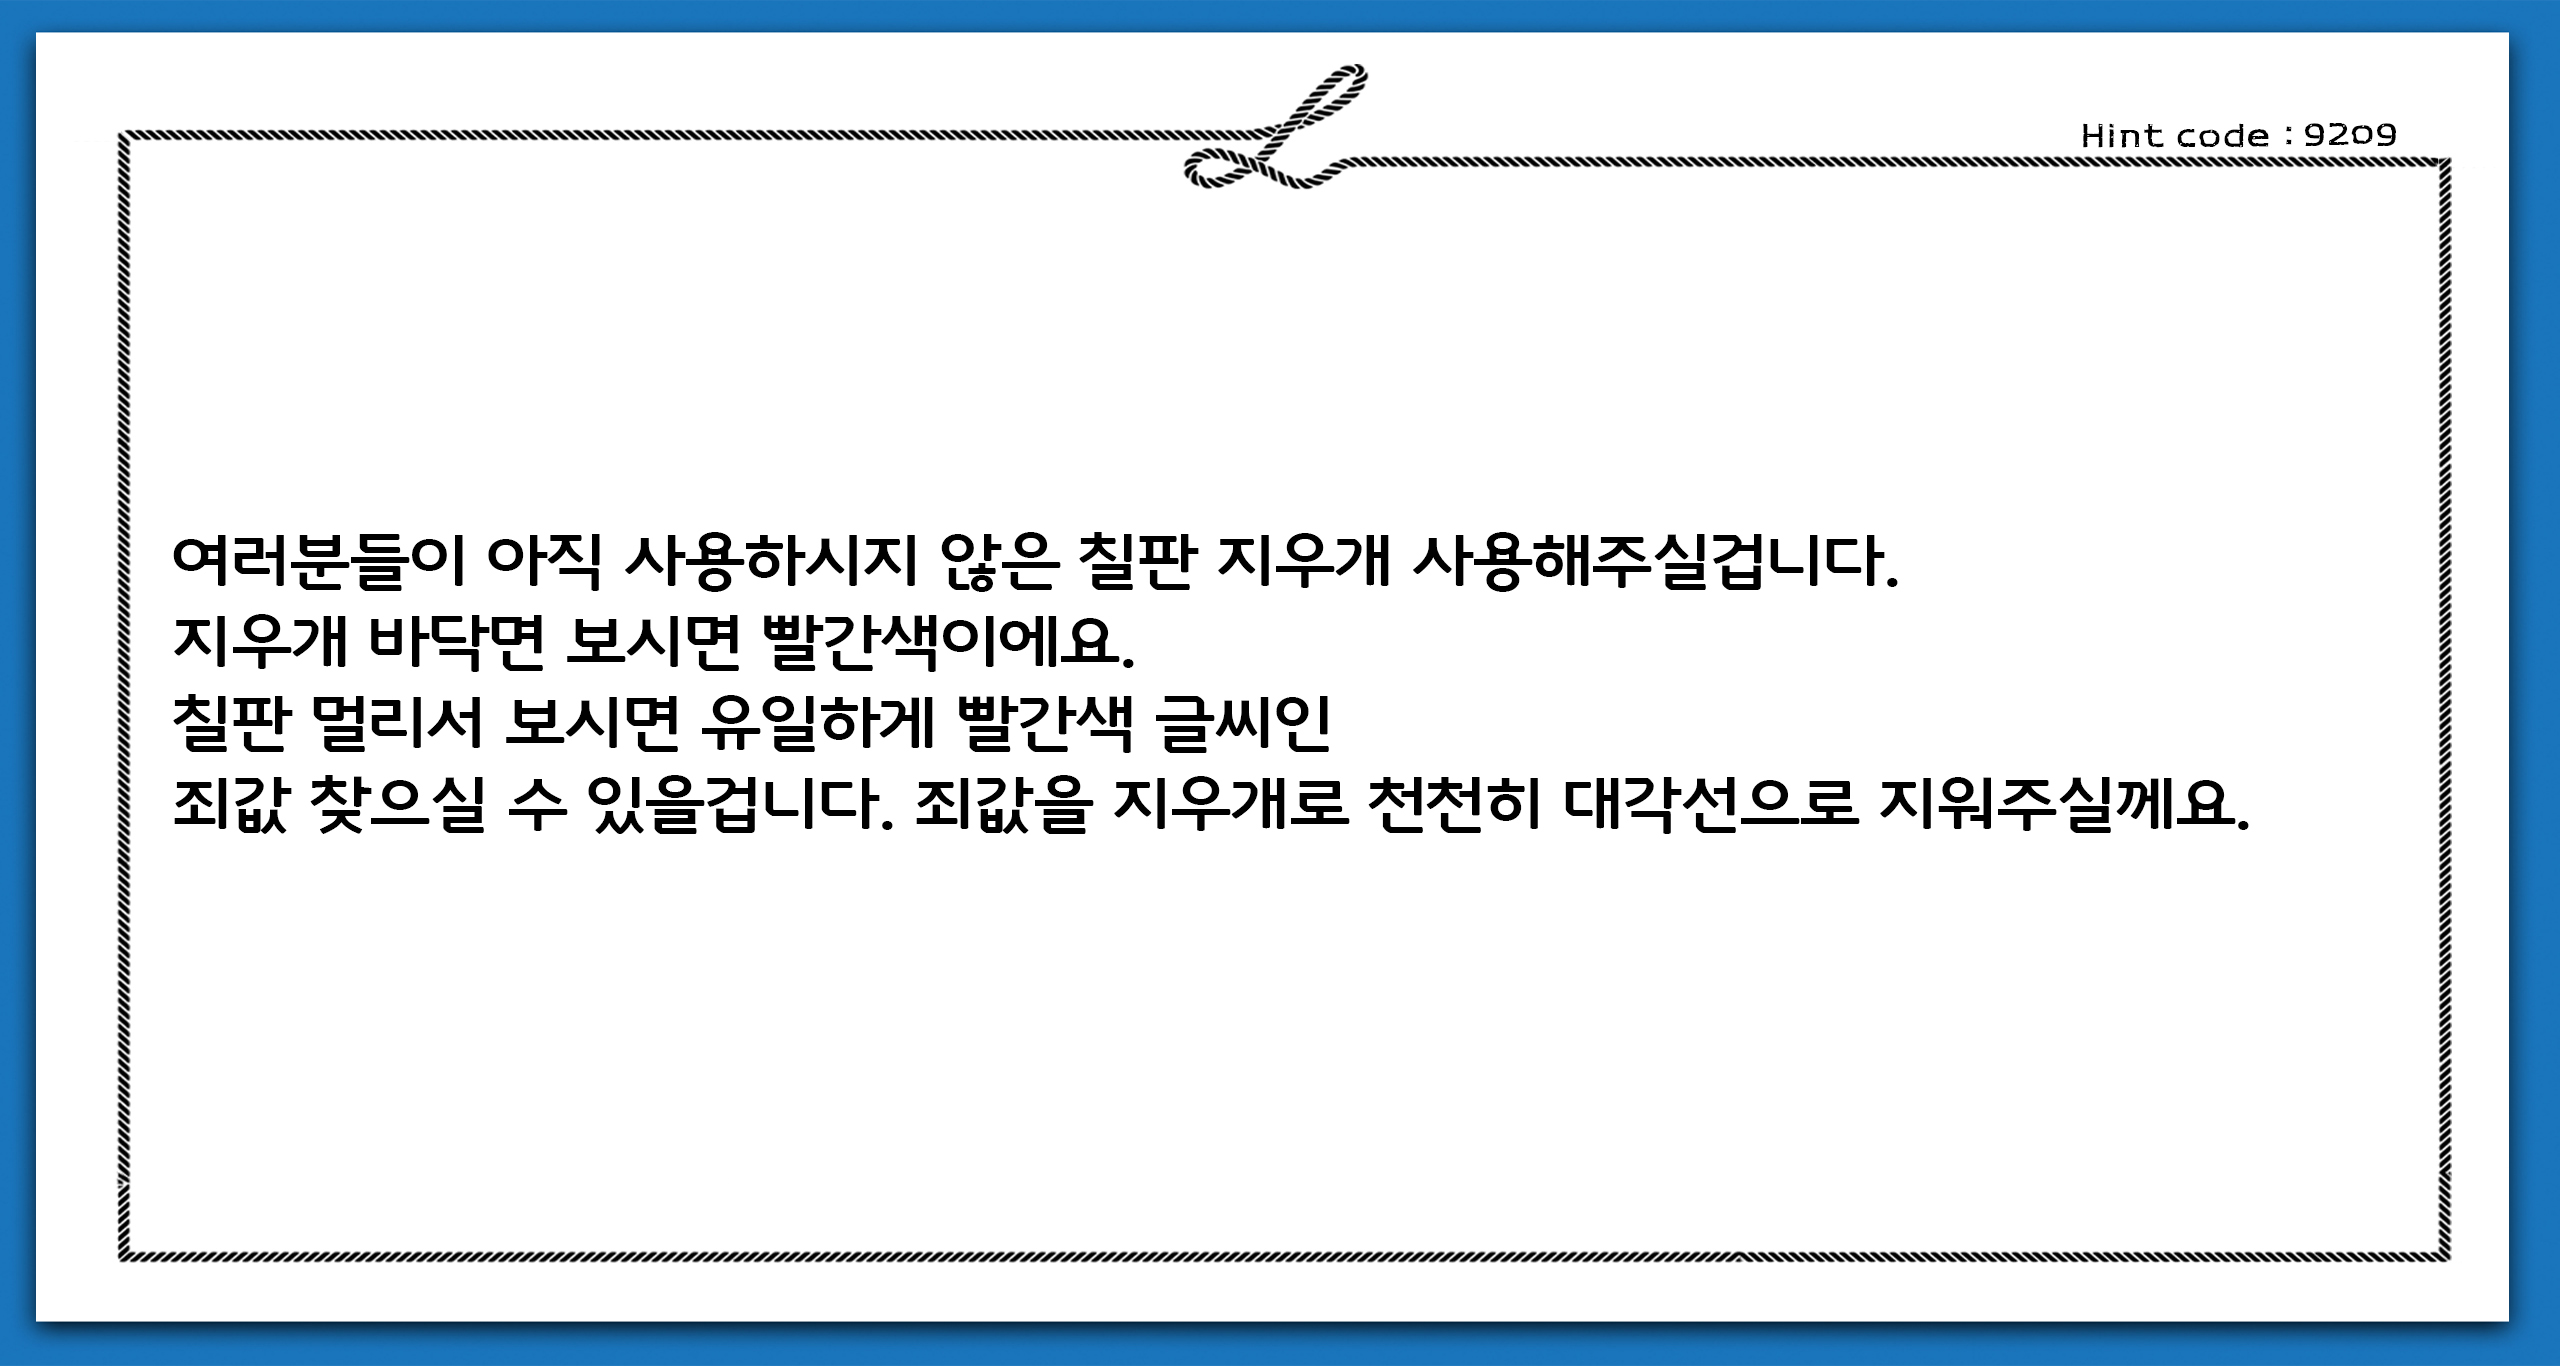 Hint code : 9209
여러분들이 아직 사용하시지 않은 칠판 지우개 사용해주실겁니다.
지우개 바닥면 보시면 빨간색이에요.
칠판 멀리서 보시면 유일하게 빨간색 글씨인
죄값 찾으실 수 있을겁니다. 죄값을 지우개로 천천히 대각선으로 지워주실께요.